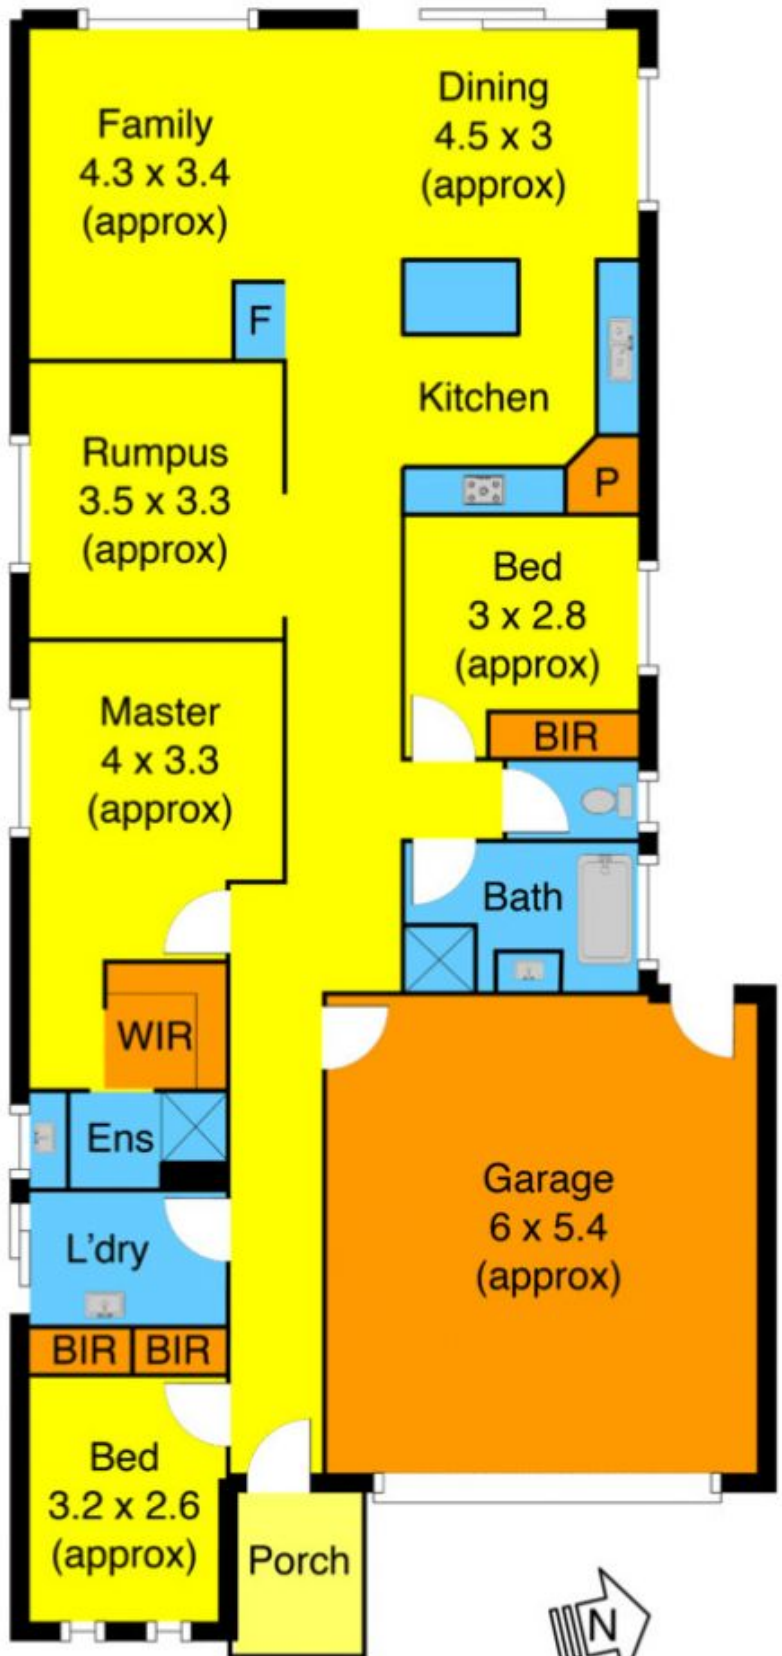 Family
4.3 x 3.4
(approx)
Dining
4.5 x 3
(approx)
F
Kitchen
Rumpus
3.5 x 3.3
(approx)
P
Bed
3 x 2.8
(approx)
BIR
Master
4 x 3.3
(approx)
Bath
WIR
Ens
L'dry
Garage
6 x 5.4
(approx)
BIR BIR
Bed
3.2 x 2.6
(approx)
Porch
N